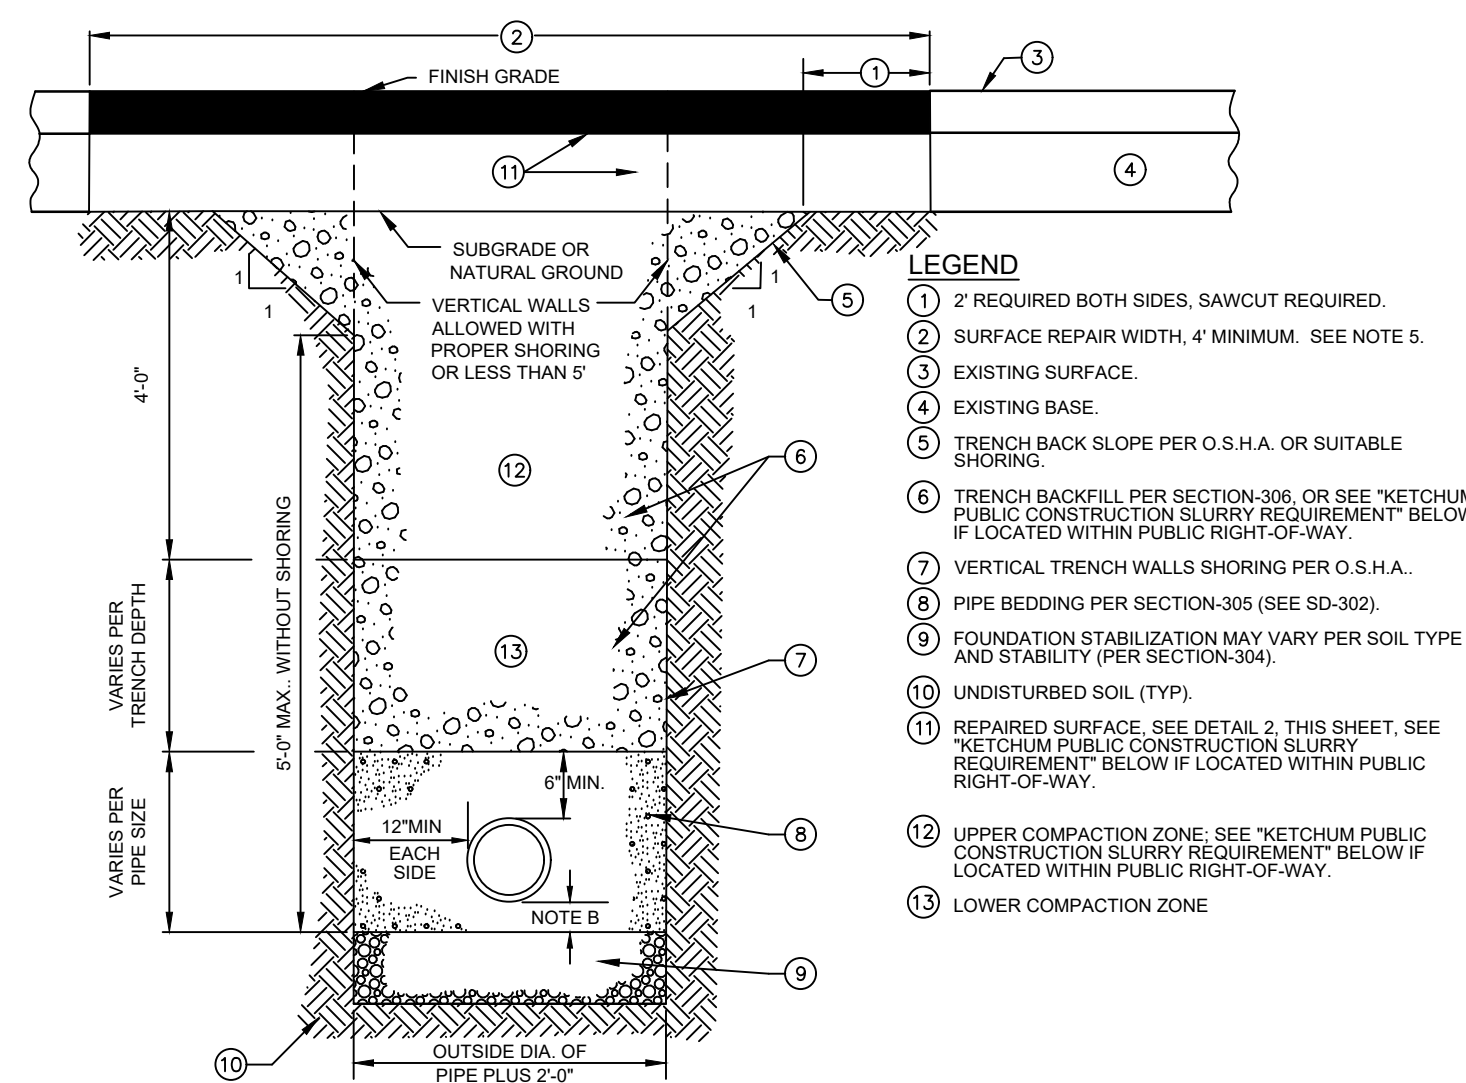 2
1
3
FINISH GRADE
11
4
SUBGRADE OR
NATURAL GROUND
1
1
1
1
VERTICAL WALLS
ALLOWED WITH
PROPER SHORING
OR LESS THAN 5'
5
4'-0"
12
6
5'-0" MAX.. WITHOUT SHORING
VARIES PER
TRENCH DEPTH
13
7
VARIES PER
PIPE SIZE
6" MIN.
12"MIN
EACH
SIDE
8
NOTE B
9
10
OUTSIDE DIA. OF
PIPE PLUS 2'-0"
LEGEND
1 2' REQUIRED BOTH SIDES, SAWCUT REQUIRED.
2 SURFACE REPAIR WIDTH, 4' MINIMUM. SEE NOTE 5.
3 EXISTING SURFACE.
4 EXISTING BASE.
5 TRENCH BACK SLOPE PER O.S.H.A. OR SUITABLE
SHORING.
6 TRENCH BACKFILL PER SECTION-306, OR SEE "KETCHUM
PUBLIC CONSTRUCTION SLURRY REQUIREMENT" BELOW
IF LOCATED WITHIN PUBLIC RIGHT-OF-WAY.
7 VERTICAL TRENCH WALLS SHORING PER O.S.H.A..
8 PIPE BEDDING PER SECTION-305 (SEE SD-302).
9 FOUNDATION STABILIZATION MAY VARY PER SOIL TYPE
AND STABILITY (PER SECTION-304).
10 UNDISTURBED SOIL (TYP).
11 REPAIRED SURFACE, SEE DETAIL 2, THIS SHEET, SEE
"KETCHUM PUBLIC CONSTRUCTION SLURRY
REQUIREMENT" BELOW IF LOCATED WITHIN PUBLIC
RIGHT-OF-WAY.
12 UPPER COMPACTION ZONE; SEE "KETCHUM PUBLIC
CONSTRUCTION SLURRY REQUIREMENT" BELOW IF
LOCATED WITHIN PUBLIC RIGHT-OF-WAY.
13 LOWER COMPACTION ZONE